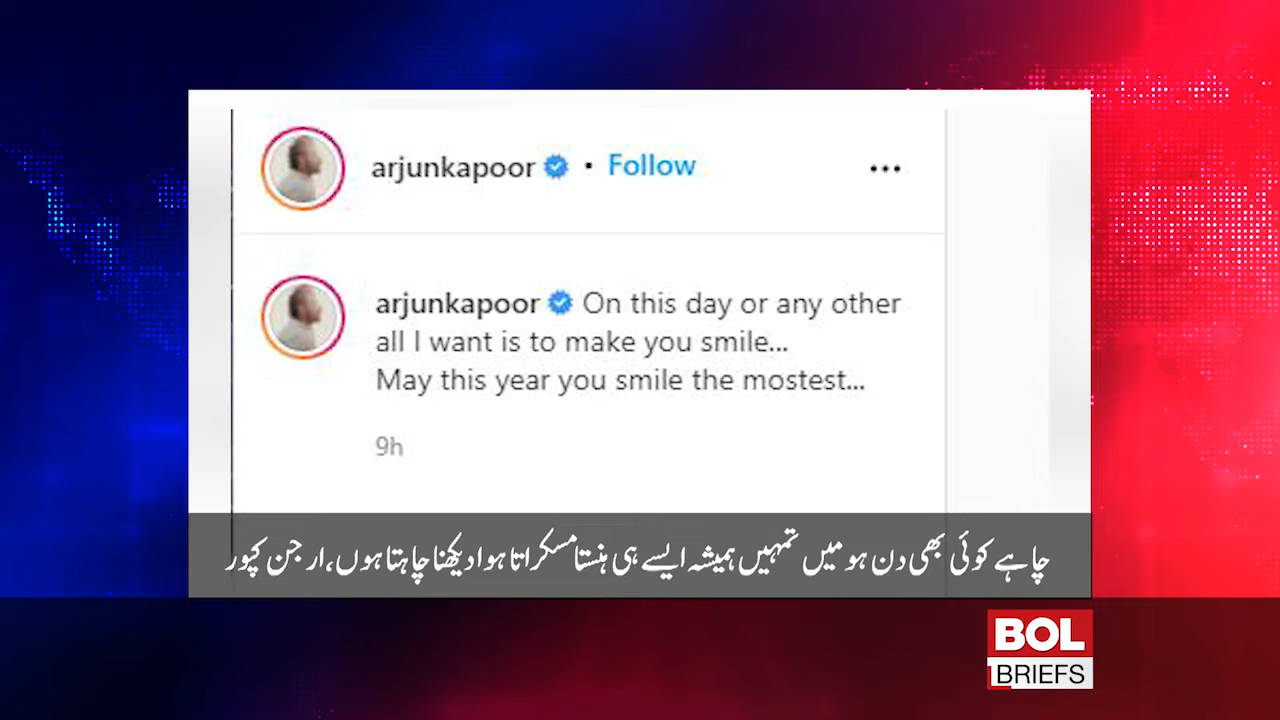 arjunkapoor • Follow ...
arjunkapoor On this day or any other
all I want is to make you smile...
May this year you smile the mostest...
9h
چاہے کوئی بھی دن ہو میں تمہیں ہمیشہ ایسے ہی ہنستا مسکراتا ہوا دیکھنا چاہتا ہوں، ارجن کپور
BOL
BRIEFS